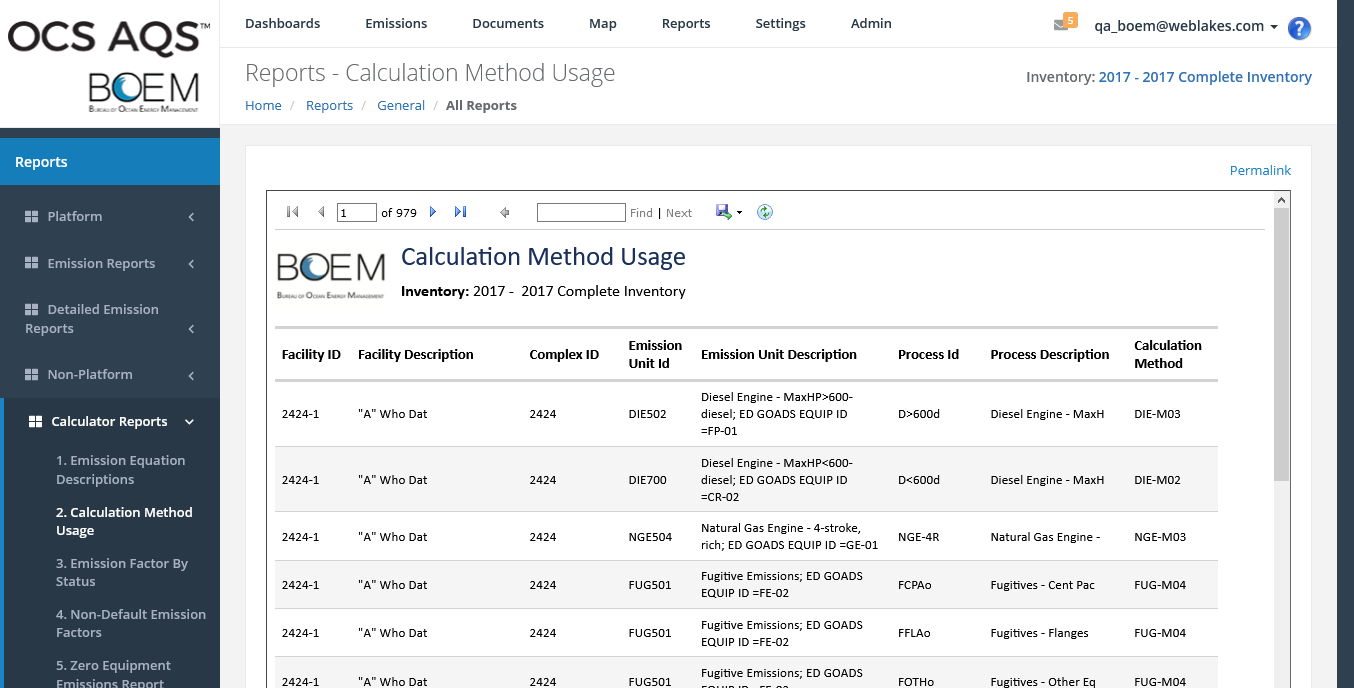 OCS AQS™
BOEM
BUREAU OF OCEAN ENERGY MANAGEMENT
Dashboards Emissions Documents Map Reports Settings Admin
5
qa_boem@weblakes.com
?
Reports - Calculation Method Usage
Inventory: 2017 - 2017 Complete Inventory
Home / Reports / General / All Reports
Reports
Platform
Emission Reports
Detailed Emission
Reports
Non-Platform
Calculator Reports
1. Emission Equation
Descriptions
2. Calculation Method
Usage
3. Emission Factor By
Status
4. Non-Default Emission
Factors
5. Zero Equipment
Emissions Report
Permalink
1 of 979 Find | Next
BOEM
BUREAU OF OCEAN ENERGY MANAGEMENT
Calculation Method Usage
Inventory: 2017 - 2017 Complete Inventory
Facility ID Facility Description Complex ID Emission Unit Id Emission Unit Description Process Id Process Description Calculation Method
2424-1 "A" Who Dat 2424 DIE502 Diesel Engine - MaxHP>600-
diesel; ED GOADS EQUIP ID
=FP-01 D>600d Diesel Engine - MaxH DIE-M03
2424-1 "A" Who Dat 2424 DIE700 Diesel Engine - MaxHP<600-
diesel; ED GOADS EQUIP ID
=CR-02 D<600d Diesel Engine - MaxH DIE-M02
2424-1 "A" Who Dat 2424 NGE504 Natural Gas Engine - 4-stroke,
rich; ED GOADS EQUIP ID =GE-01 NGE-4R Natural Gas Engine - NGE-M03
2424-1 "A" Who Dat 2424 FUG501 Fugitive Emissions; ED GOADS
EQUIP ID =FE-02 FCPAo Fugitives - Cent Pac FUG-M04
2424-1 "A" Who Dat 2424 FUG501 Fugitive Emissions; ED GOADS
EQUIP ID =FE-02 FFLAo Fugitives - Flanges FUG-M04
2424-1 "A" Who Dat 2424 FUG501 Fugitive Emissions; ED GOADS
EQUIP ID =FE-02 FOTHo Fugitives - Other Eq FUG-M04